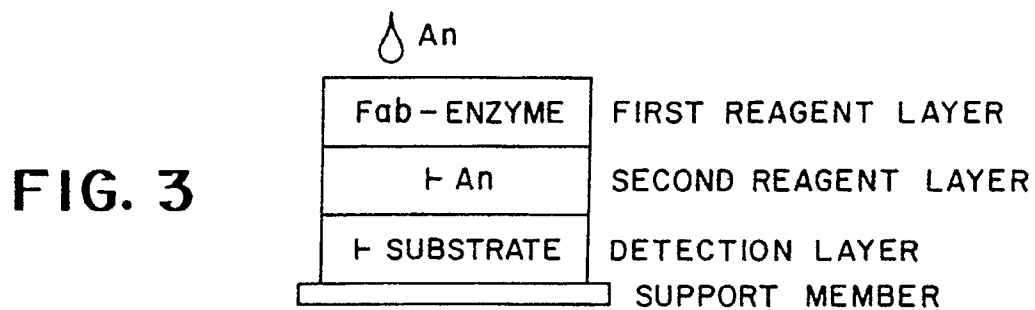 An
Fab-ENZYME FIRST REAGENT LAYER
FIG. 3
⊢ An SECOND REAGENT LAYER
⊢ SUBSTRATE DETECTION LAYER
SUPPORT MEMBER